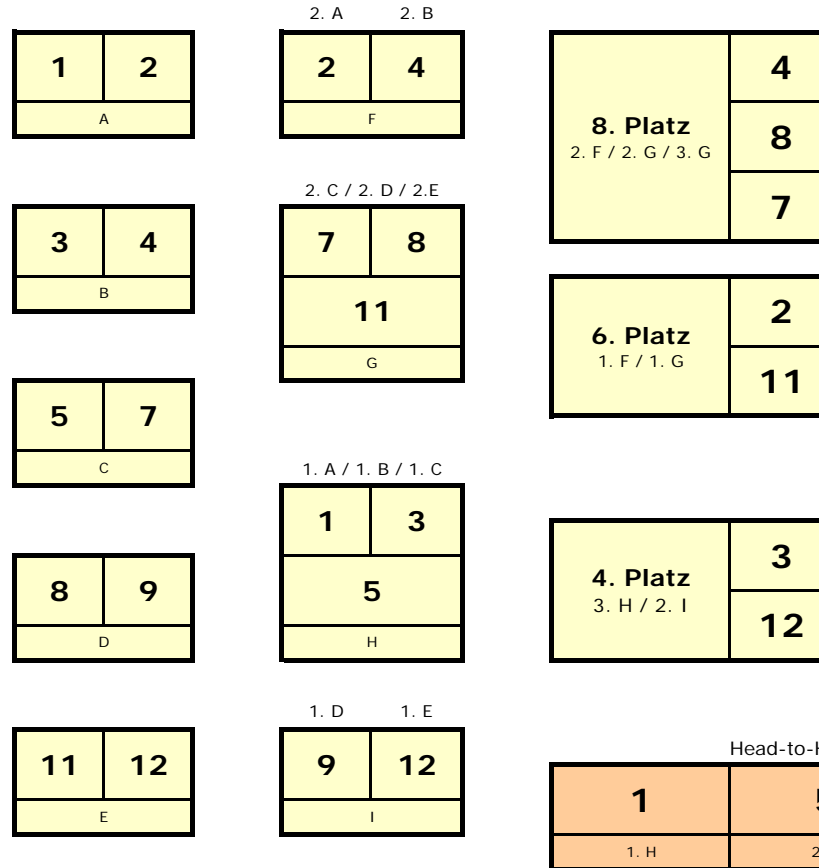 1 2
A
3 4
B
5 7
C
8 9
D
11 12
E
2. A 2. B
2 4
F
2. C / 2. D / 2.E
7 8
11
G
1. A / 1. B / 1. C
1 3
5
H
1. D 1. E
9 12
I
8. Platz
2. F / 2. G / 3. G
4
8
7
6. Platz
1. F / 1. G
2
11
4. Platz
3. H / 2. I
3
12
1
1. H